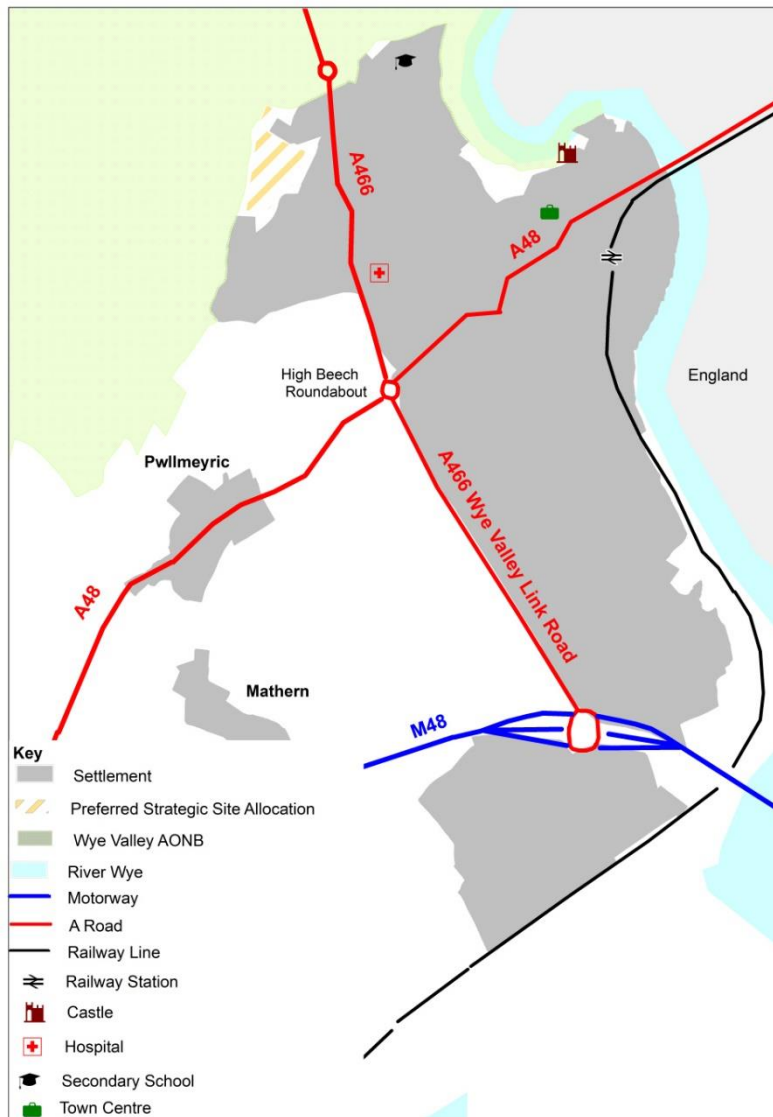 A466
A48
High Beech
Roundabout
England
Pwllmeyric
A466 Wye Valley Link Road
A48
Mathern
M48
Key
Settlement
Preferred Strategic Site Allocation
Wye Valley AONB
River Wye
Motorway
A Road
Railway Line
Railway Station
Castle
Hospital
Secondary School
Town Centre